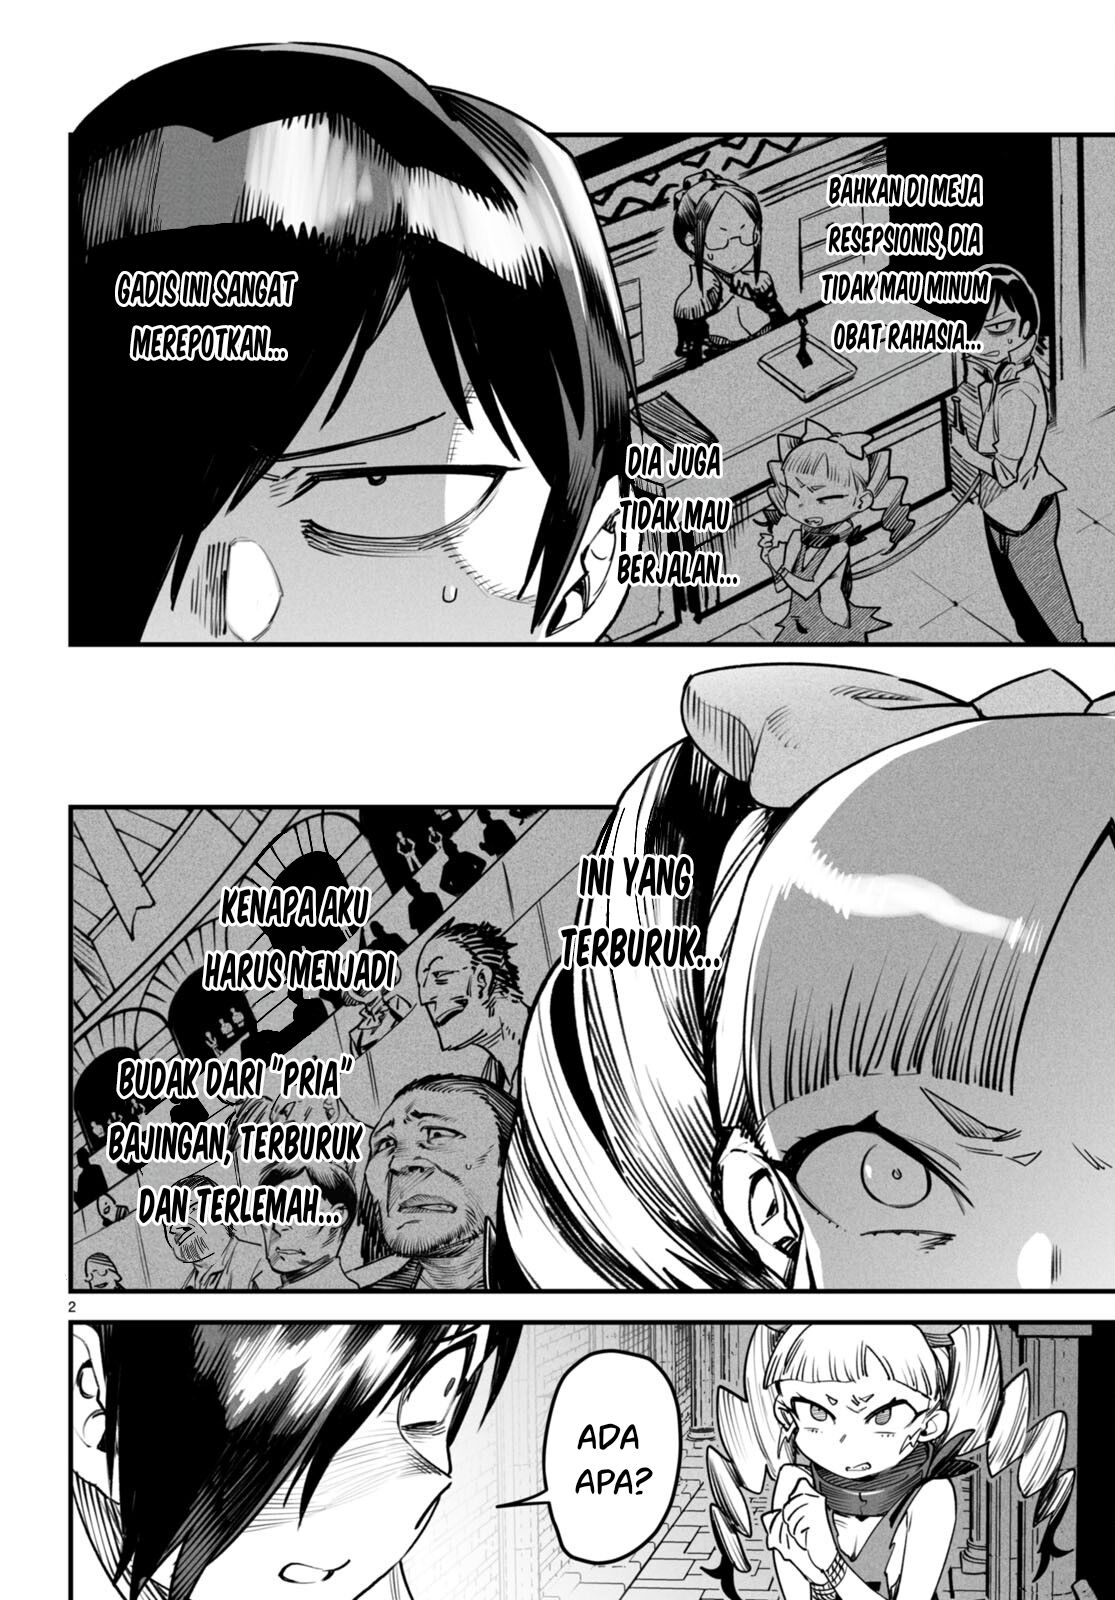 BAHKAN DI MEJA
RESEPSIONIS, DIA
TIDAK MAU MINUM
OBAT RAHASIA...
GADIS INI SANGAT
MEREPOTKAN...
DIA JUGA
TIDAK MAU
BERJALAN...
INI YANG
TERBURUK...
KENAPA AKU
HARUS MENJADI
BUDAK DARI "PRIA"
BAJINGAN, TERBURUK
DAN TERLEMAH...
2
ADA
APA?